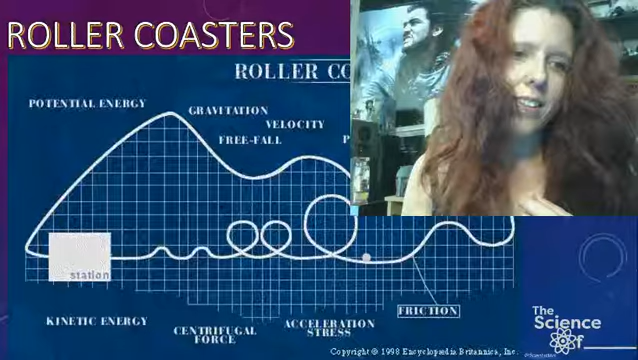 ROLLER COASTERS
ROLLER CO
POTENTIAL ENERGY
GRAVITATION
VELOCITY
FREE-FALL
P
station
FRICTION
KINETIC ENERGY
CENTRIFUGAL
FORCE
ACCELERATION
STRESS
The
Science
of
Copyright © 1998 Encyclopædia Britannica, Inc.